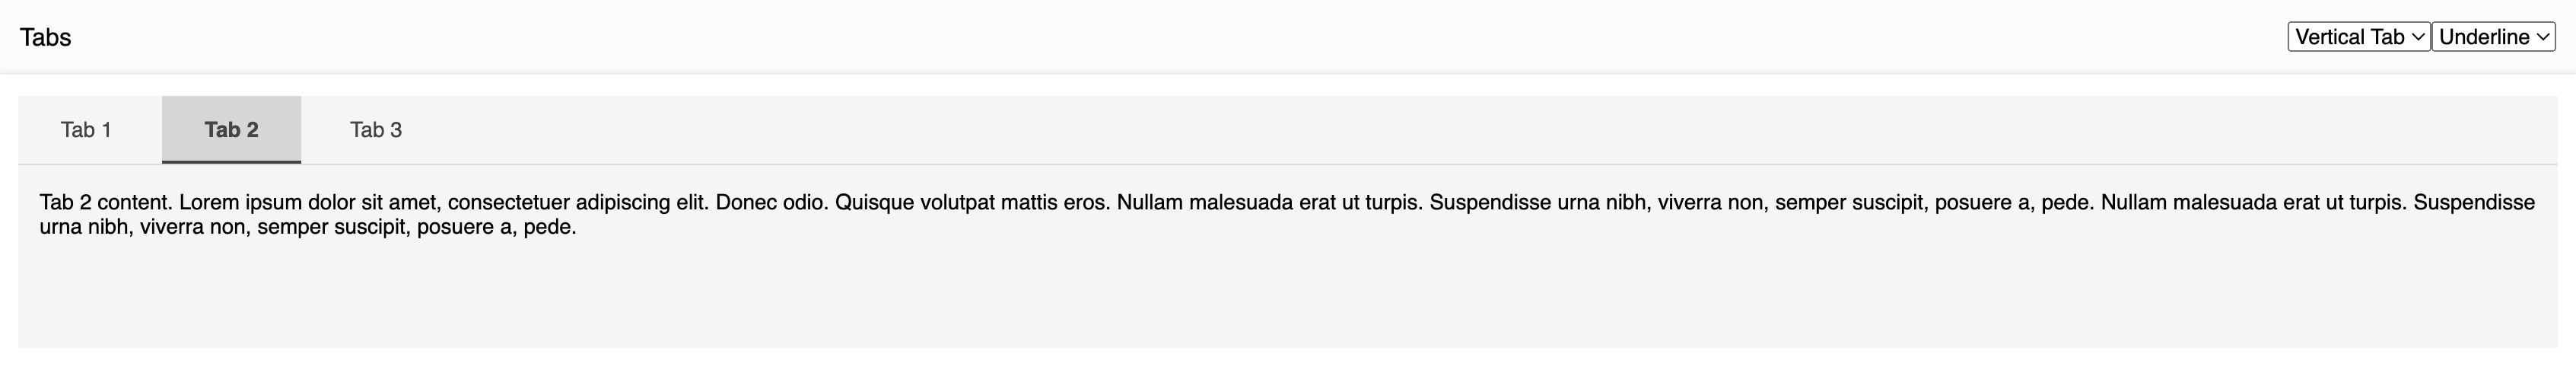 Tabs
Vertical Tab
Underline
Tab 1
Tab 2
Tab 3
Tab 2 content. Lorem ipsum dolor sit amet, consectetuer adipiscing elit. Donec odio. Quisque volutpat mattis eros. Nullam malesuada erat ut turpis. Suspendisse urna nibh, viverra non, semper suscipit, posuere a, pede. Nullam malesuada erat ut turpis. Suspendisse
urna nibh, viverra non, semper suscipit, posuere a, pede.